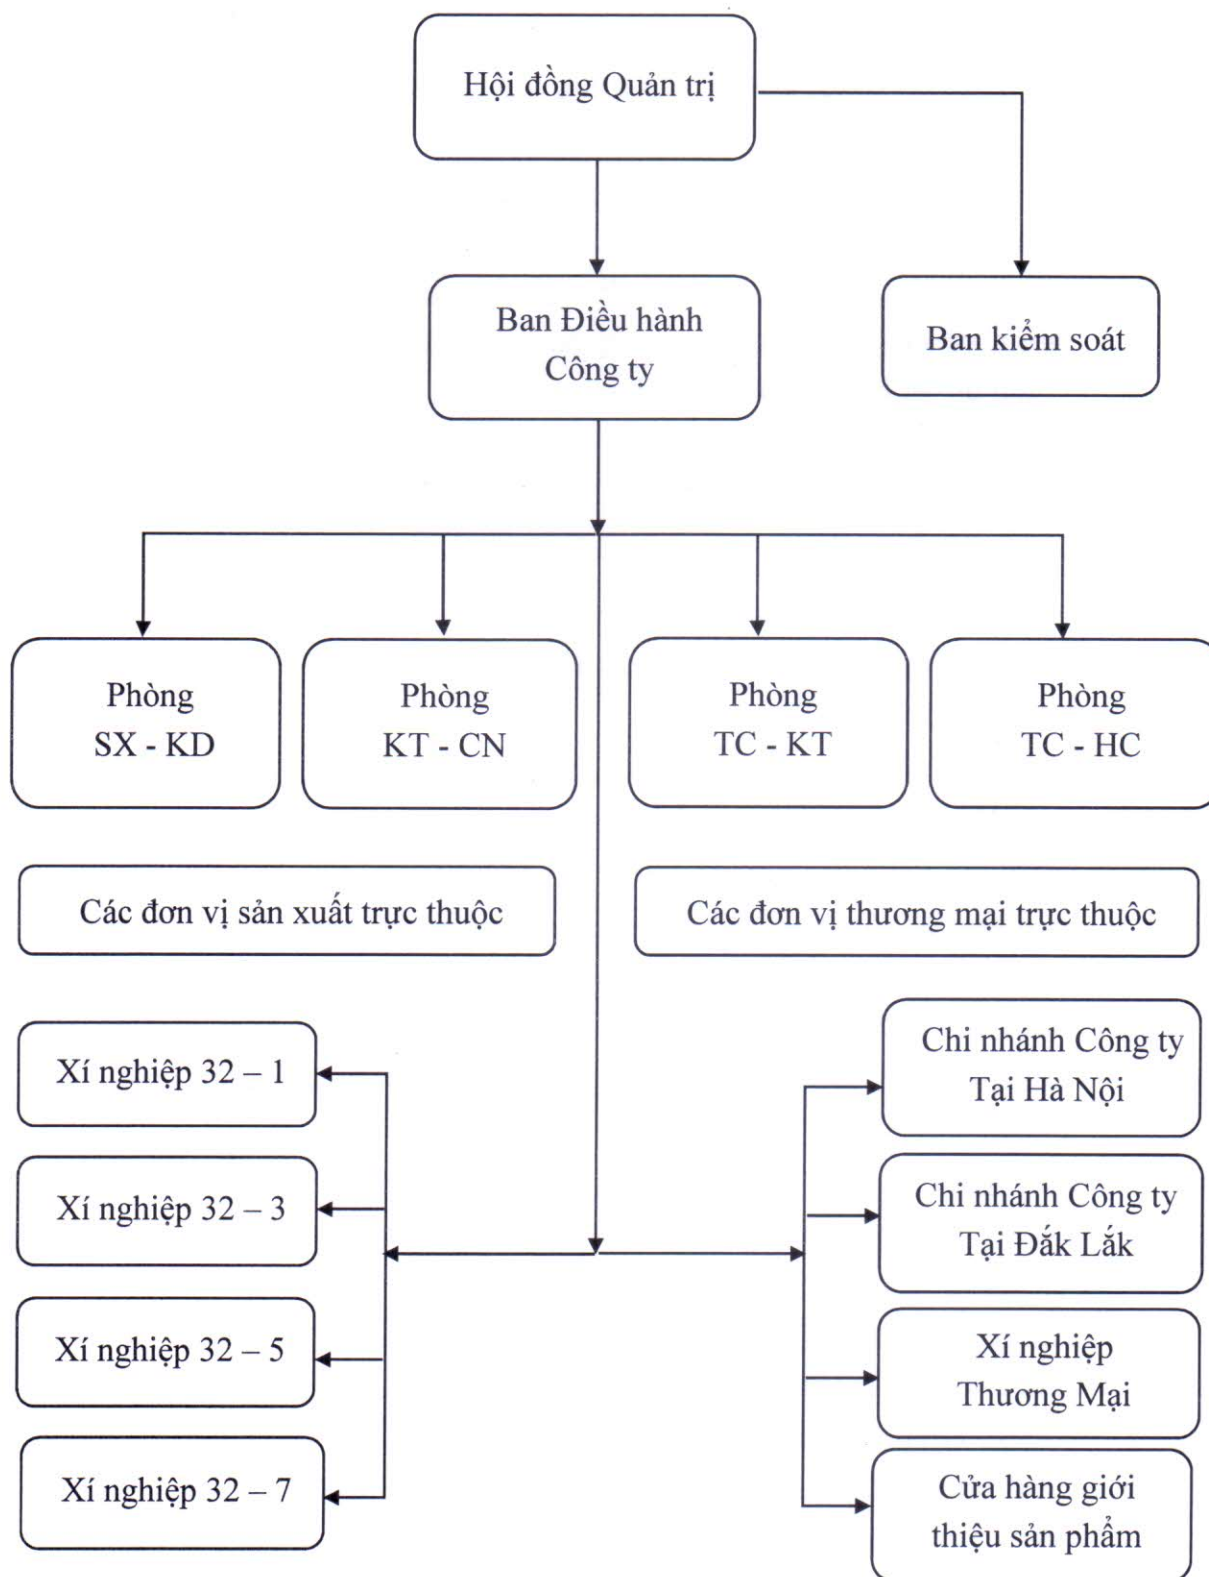 Hội đồng Quản trị
Ban Điều hành
Công ty
Ban kiểm soát
Phòng
SX - KD
Phòng
KT - CN
Phòng
TC - KT
Phòng
TC - HC
Các đơn vị sản xuất trực thuộc
Các đơn vị thương mại trực thuộc
Xí nghiệp 32 – 1
Xí nghiệp 32 – 3
Xí nghiệp 32 – 5
Xí nghiệp 32 – 7
Chi nhánh Công ty
Tại Hà Nội
Chi nhánh Công ty
Tại Đắk Lắk
Xí nghiệp
Thương Mại
Cửa hàng giới
thiệu sản phẩm